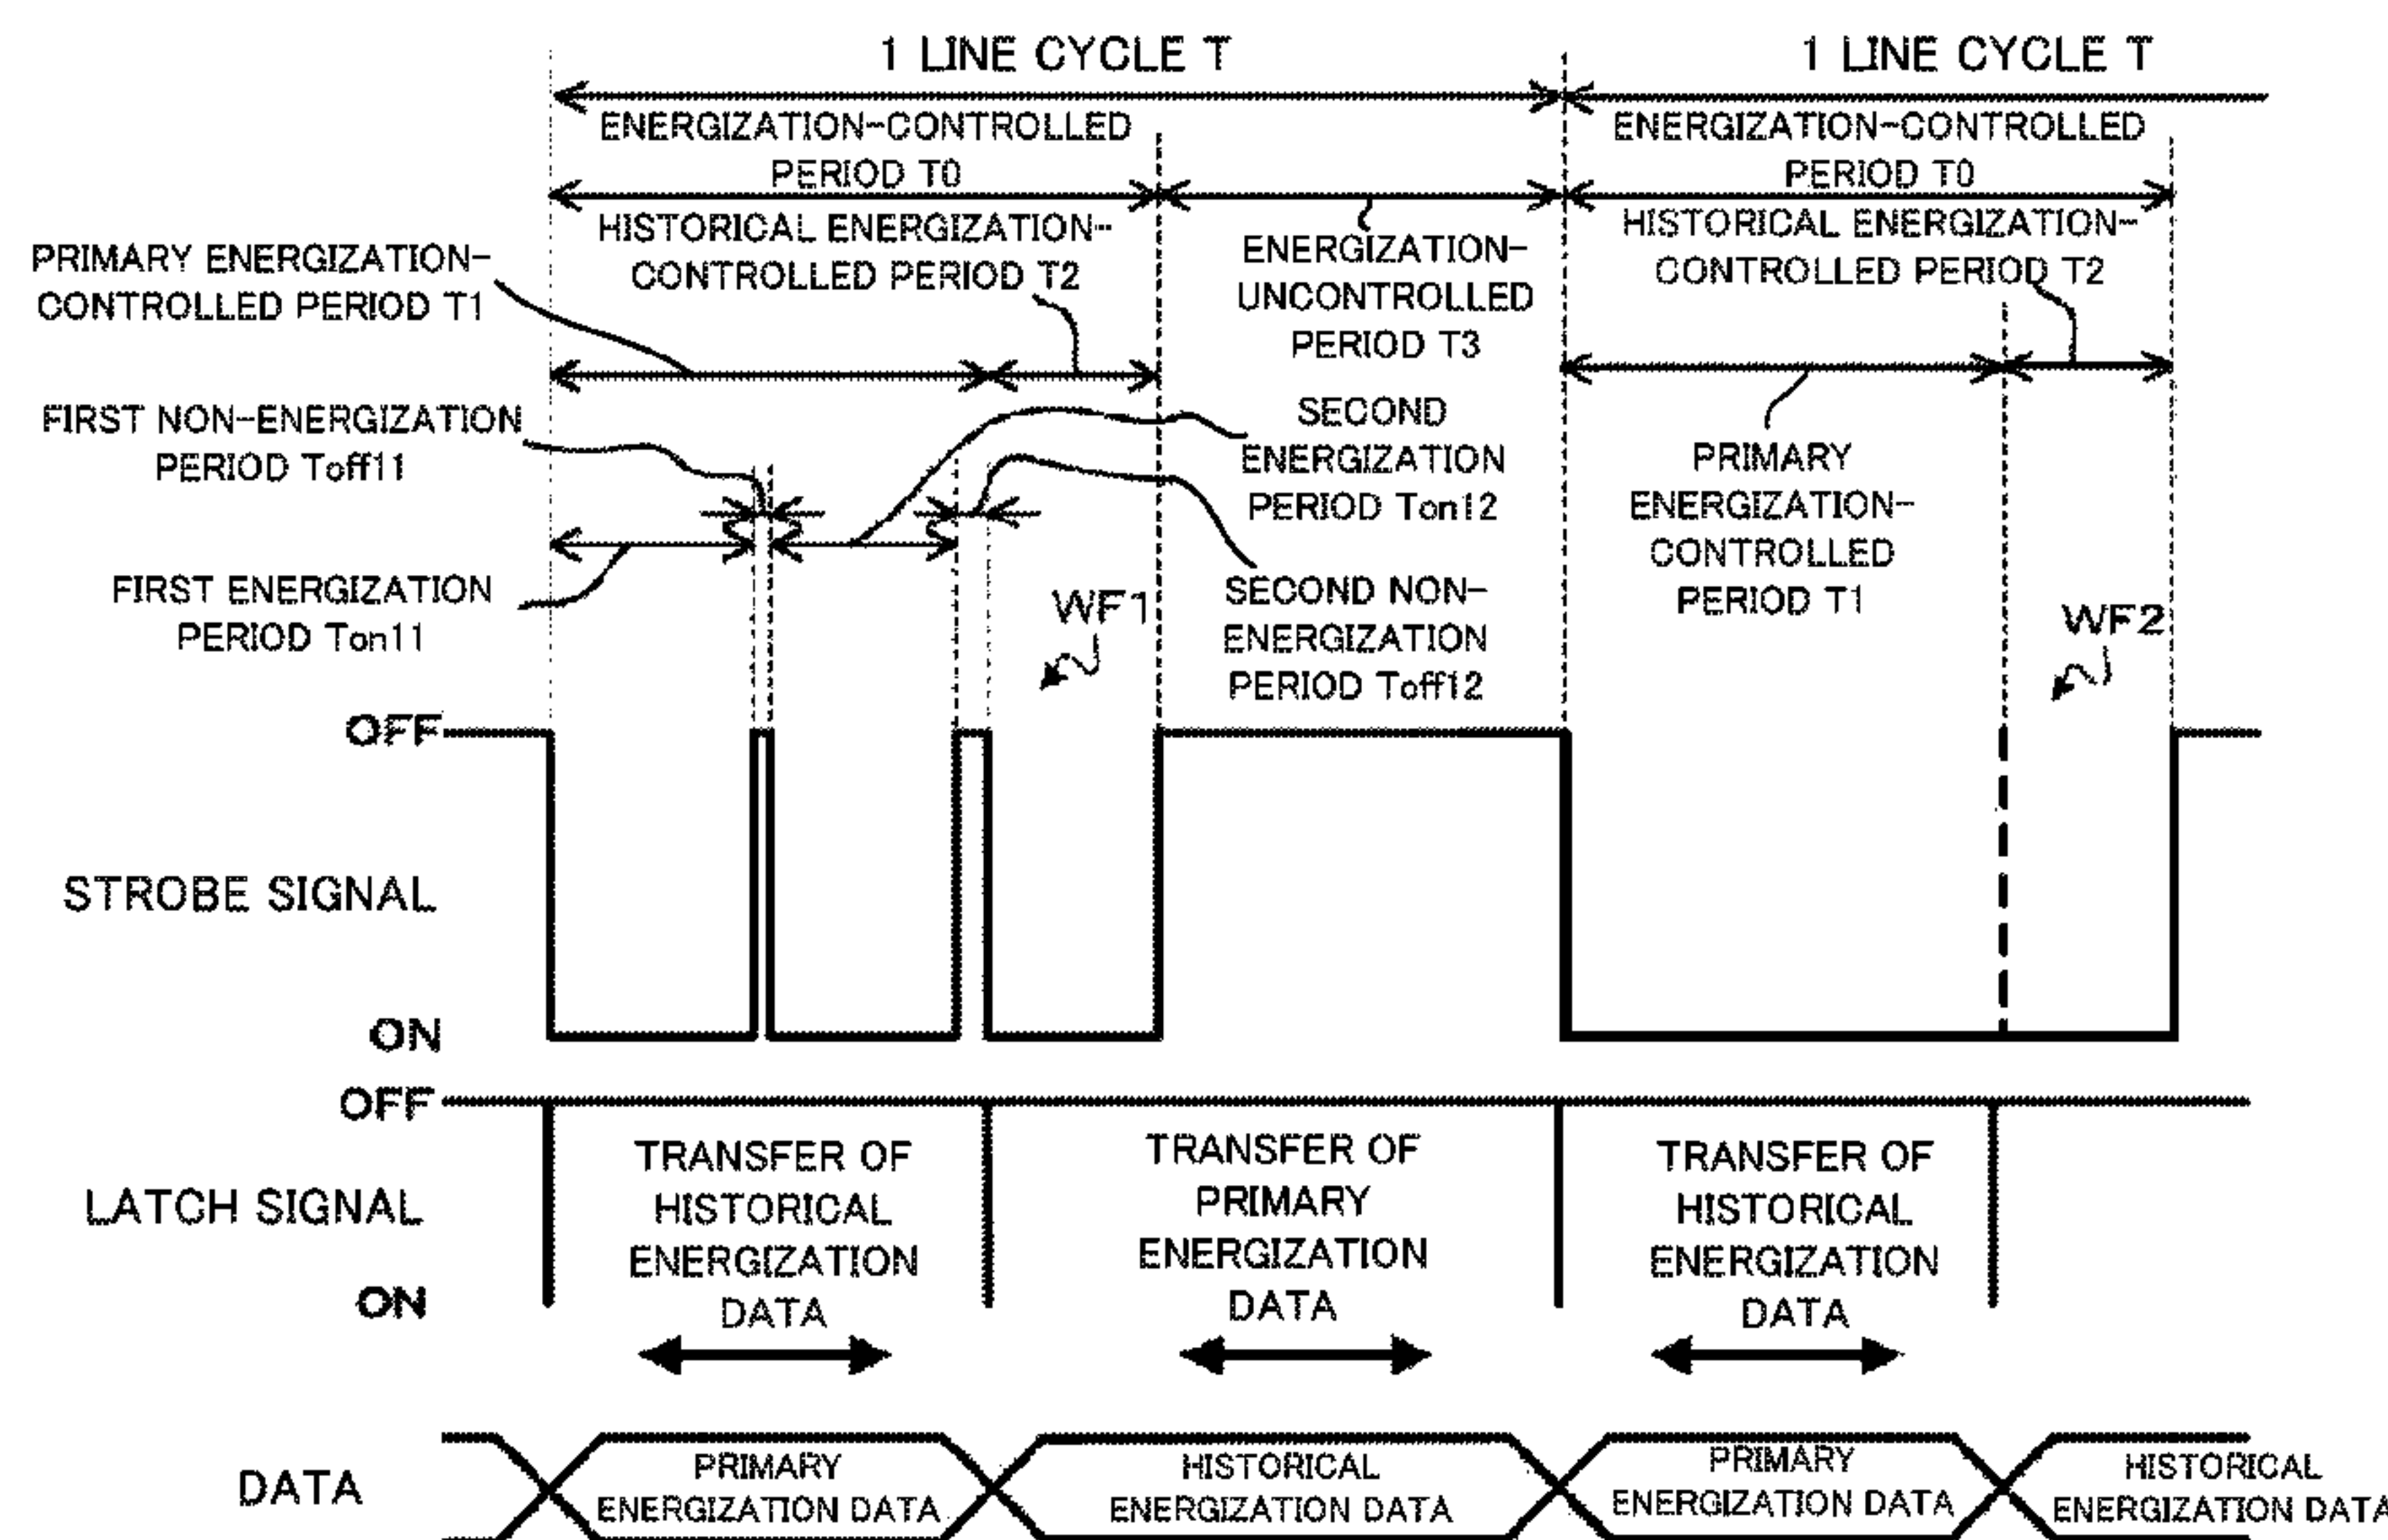 1 LINE CYCLE T
1 LINE CYCLE T
ENERGIZATION-CONTROLLED
PERIOD T0
ENERGIZATION-CONTROLLED
PERIOD T0
HISTORICAL ENERGIZATION-
CONTROLLED PERIOD T2
HISTORICAL ENERGIZATION-
CONTROLLED PERIOD T2
PRIMARY ENERGIZATION-
CONTROLLED PERIOD T1
ENERGIZATION-
UNCONTROLLED
PERIOD T3
FIRST NON-ENERGIZATION
PERIOD Toff11
SECOND
ENERGIZATION
PERIOD Ton12
PRIMARY
ENERGIZATION-
CONTROLLED
PERIOD T1
FIRST ENERGIZATION
PERIOD Ton11
WF1
SECOND NON-
ENERGIZATION
PERIOD Toff12
WF2
OFF
STROBE SIGNAL
ON
OFF
LATCH SIGNAL
ON
TRANSFER OF
HISTORICAL
ENERGIZATION
DATA
TRANSFER OF
PRIMARY
ENERGIZATION
DATA
TRANSFER OF
HISTORICAL
ENERGIZATION
DATA
DATA
PRIMARY
ENERGIZATION DATA
HISTORICAL
ENERGIZATION DATA
PRIMARY
ENERGIZATION DATA
HISTORICAL
ENERGIZATION DATA